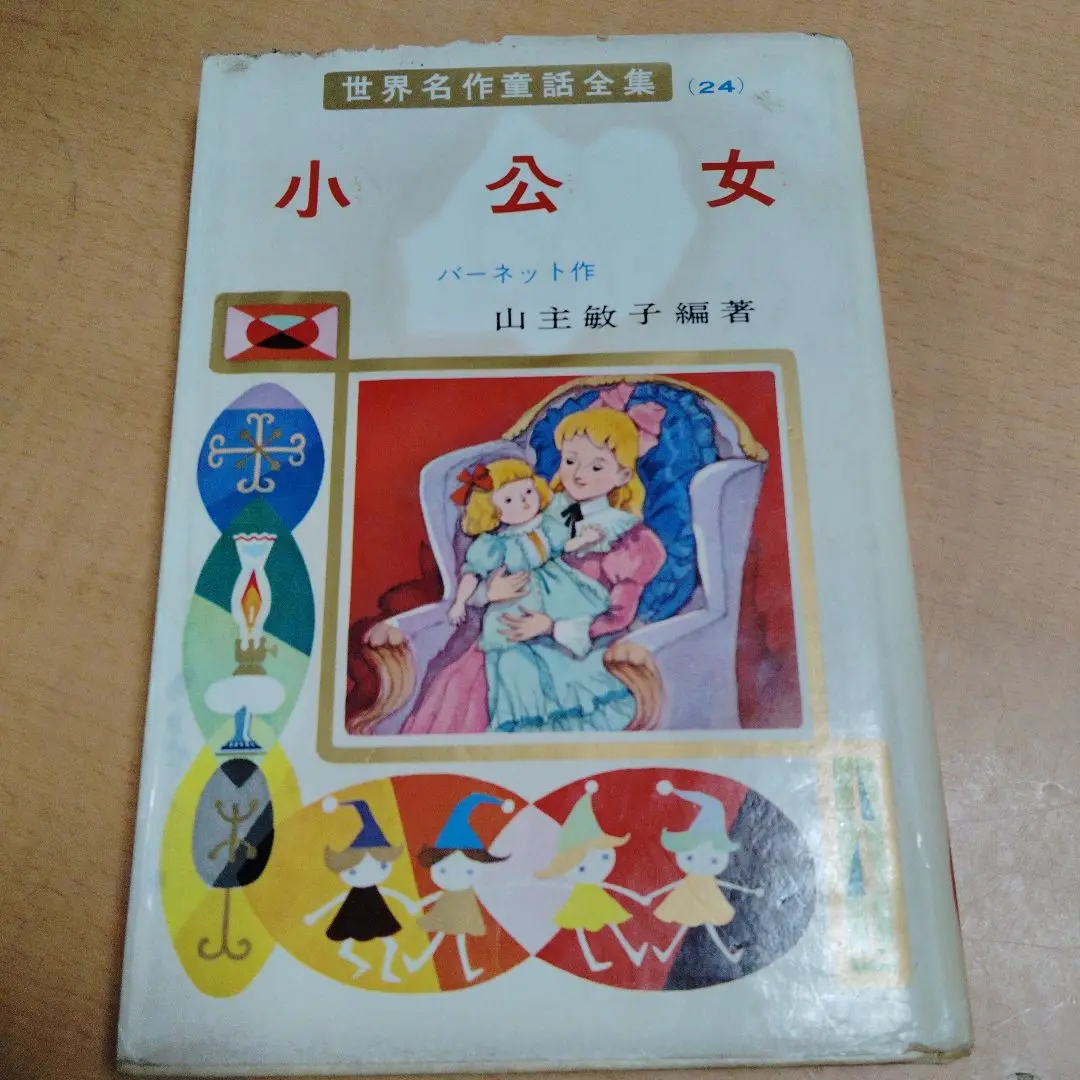 世界名作童話全集 (24)
小公女
バーネット作
山主敏子編著